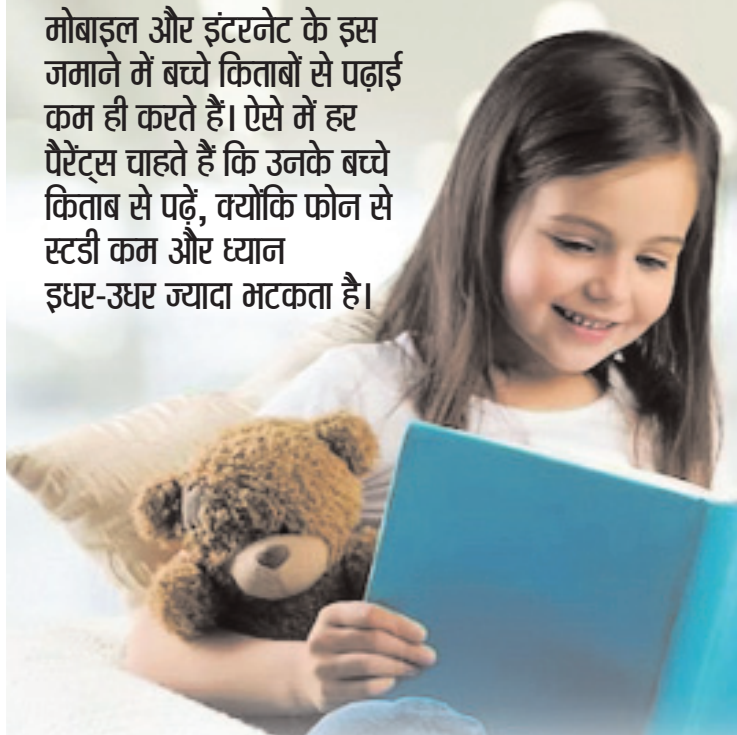 मोबाइल और इंटरनेट के इस
जमाने में बच्चे किताबों से पढ़ाई
कम ही करते हैं। ऐसे में हर
पैरेंट्स चाहते हैं कि उनके बच्चे
किताब से पढ़ें, क्योंकि फोन से
स्टडी कम और ध्यान
इधर-उधर ज्यादा भटकता है।